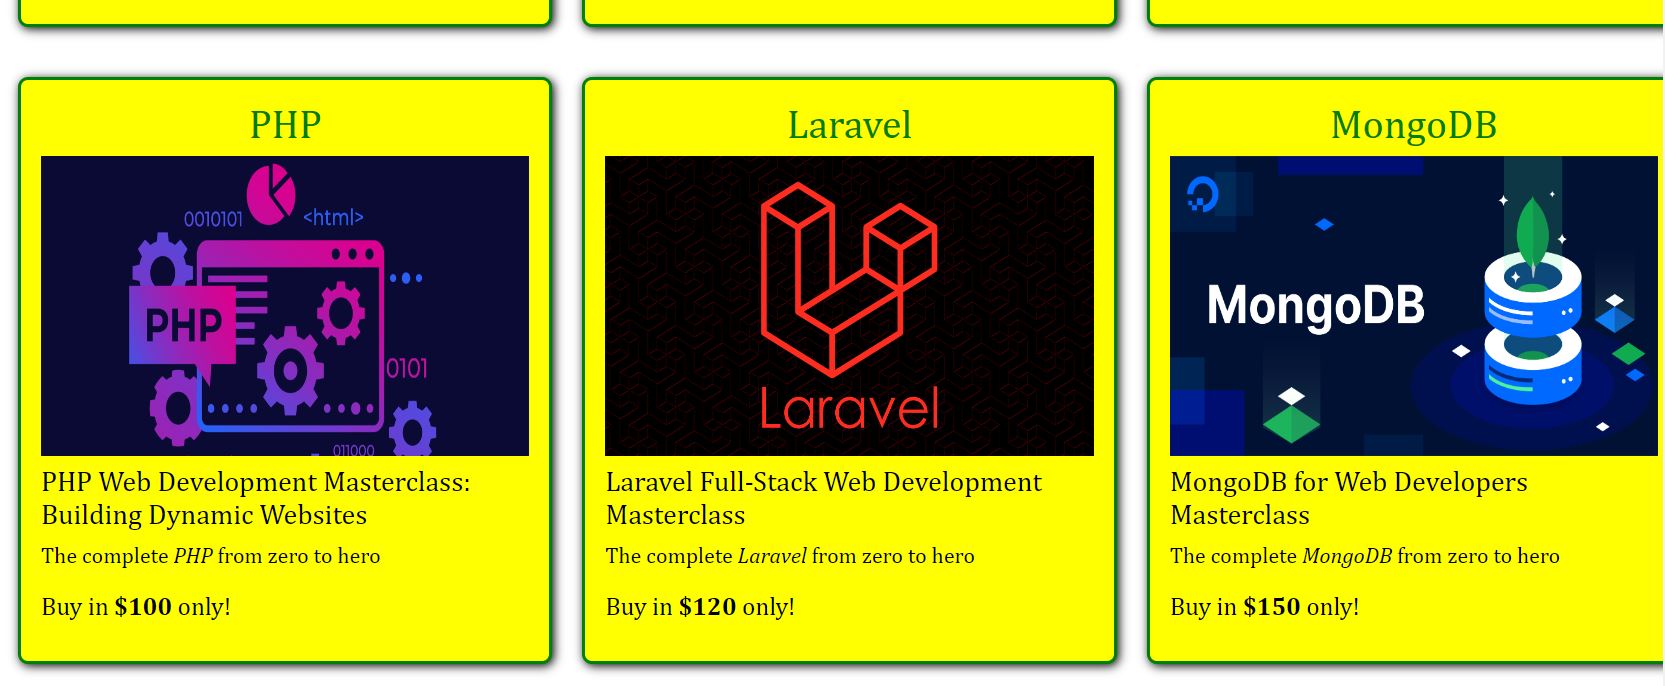 PHP
0010101
<html>
PHP
0101
011000
PHP Web Development Masterclass:
Building Dynamic Websites
The complete PHP from zero to hero
Buy in $100 only!
Laravel
Laravel
Laravel Full-Stack Web Development
Masterclass
The complete Laravel from zero to hero
Buy in $120 only!
MongoDB
MongoDB
MongoDB for Web Developers
Masterclass
The complete MongoDB from zero to hero
Buy in $150 only!